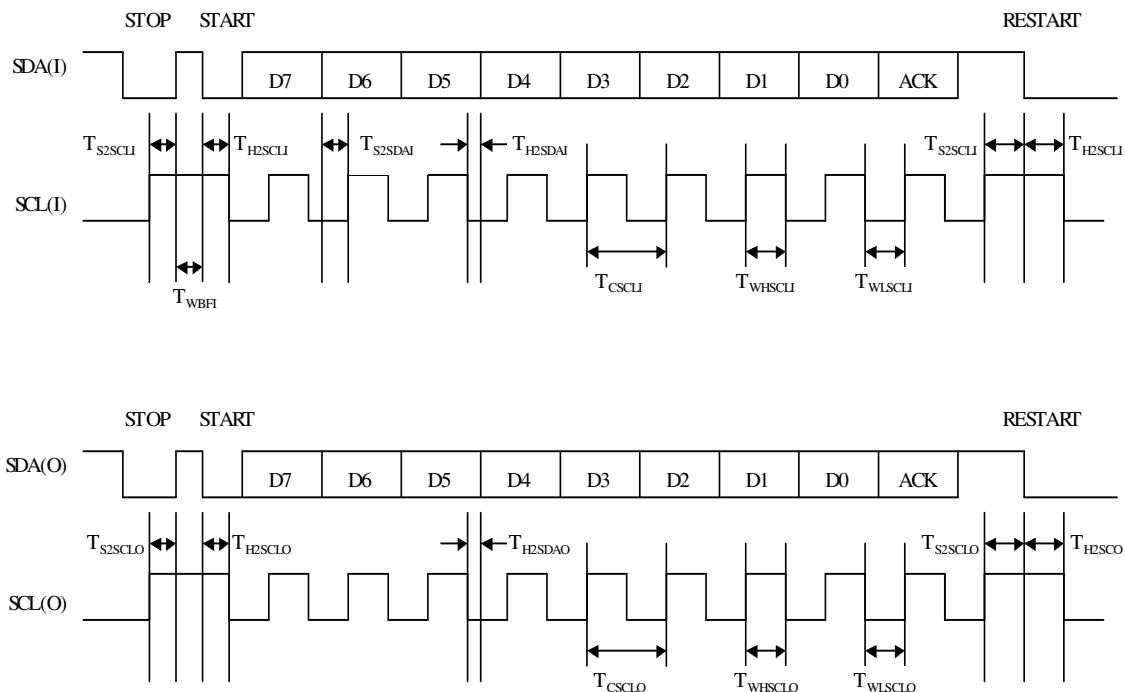 STOP START RESTART
SDA(I) D7 D6 D5 D4 D3 D2 D1 D0 ACK
TS2SCLI TH2SCLI TS2SDAI TH2SDAI TS2SCLI TH2SCLI
SCL(I)
TWBFI TCSCLI TWHSCLI TWLSCLI
STOP START RESTART
SDA(O) D7 D6 D5 D4 D3 D2 D1 D0 ACK
TS2SCLO TH2SCLO TH2SDAO TS2SCLO TH2SCO
SCL(O)
TCSCLO TWHSCLO TWLSCLO